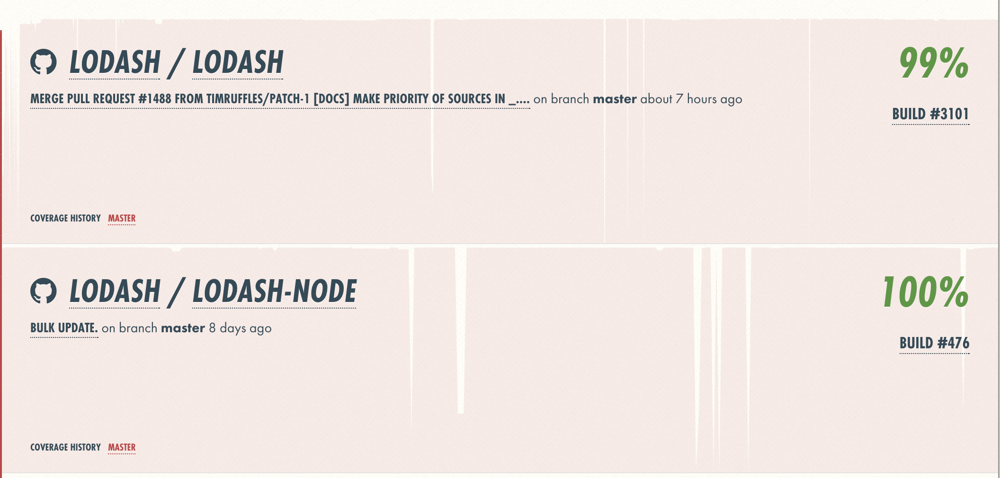 LODASH / LODASH
99%
MERGE PULL REQUEST #1488 FROM TIMRUFFLES/PATCH-1 [DOCS] MAKE PRIORITY OF SOURCES IN _.... on branch master about 7 hours ago
BUILD #3101
COVERAGE HISTORY MASTER
LODASH / LODASH-NODE
100%
BULK UPDATE. on branch master 8 days ago
BUILD #476
COVERAGE HISTORY MASTER